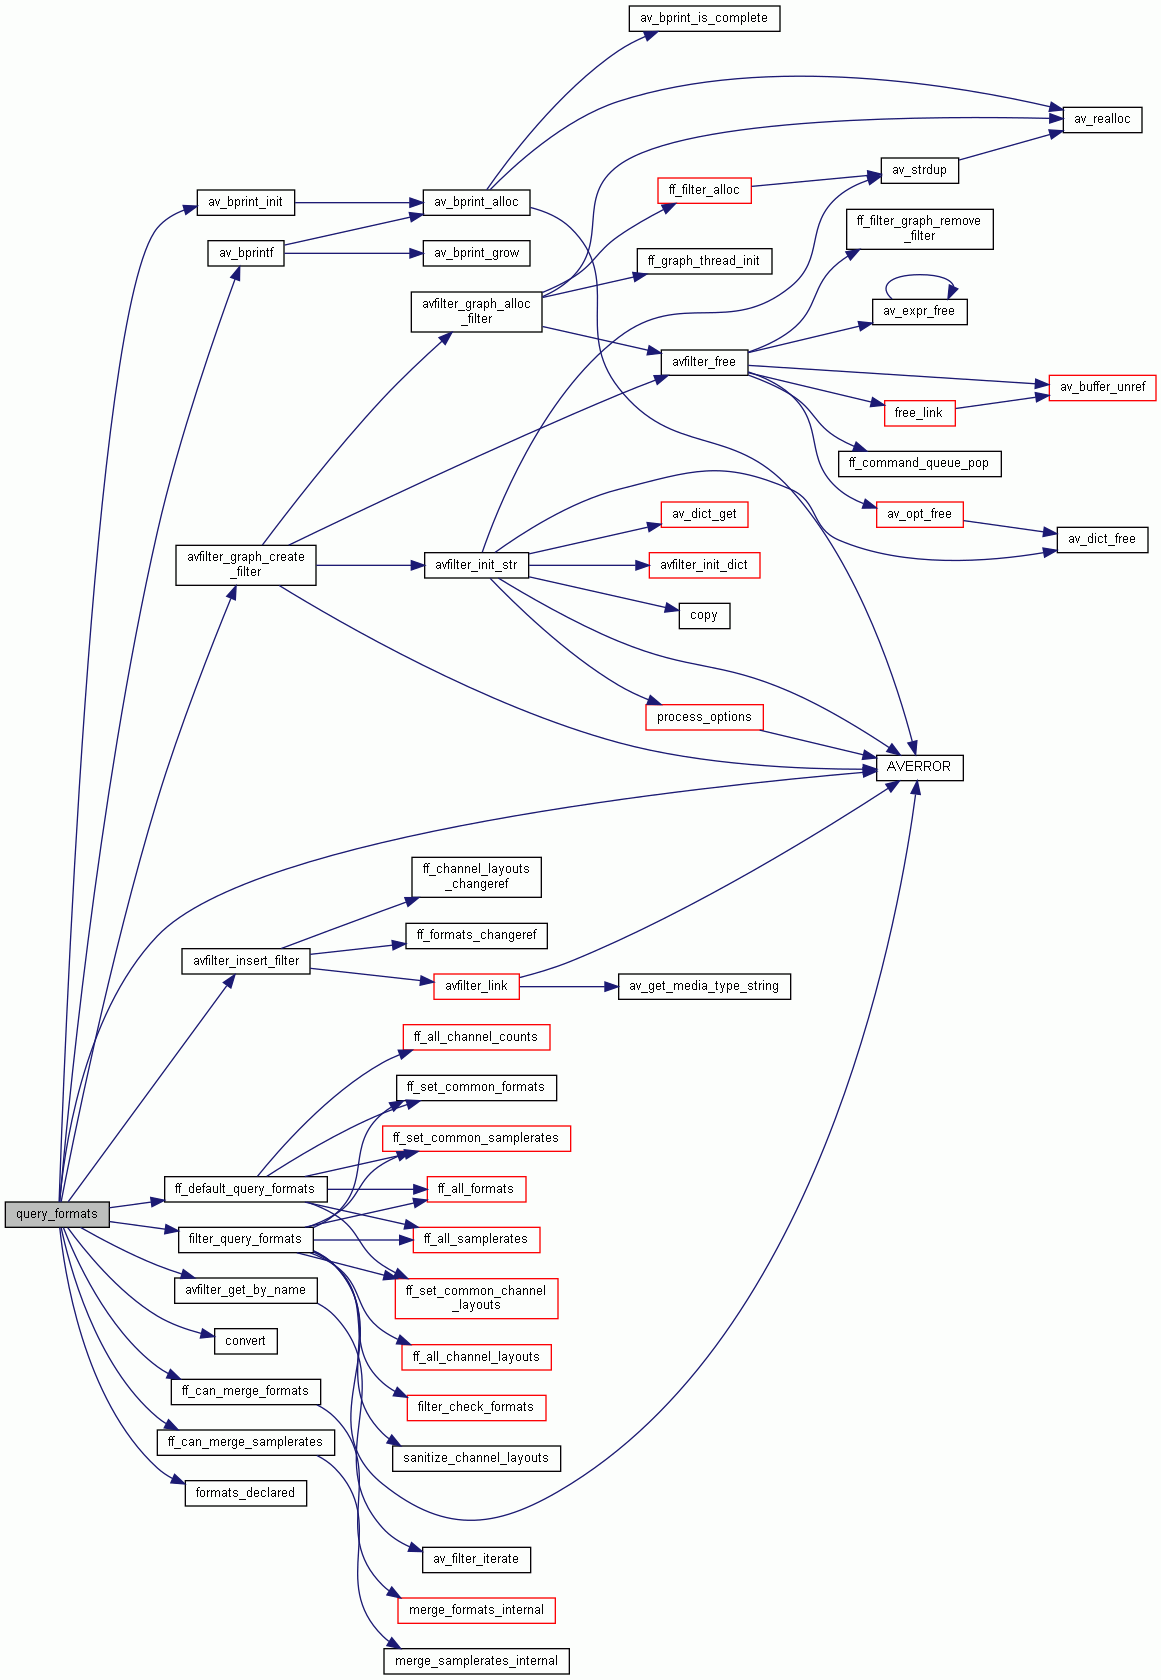 av_bprint_is_complete
av_realloc
av_strdup
ff_filter_alloc
av_bprint_init
av_bprint_alloc
ff_filter_graph_remove
_filter
av_bprintf
av_bprint_grow
ff_graph_thread_init
avfilter_graph_alloc
_filter
av_expr_free
avfilter_free
av_buffer_unref
free_link
ff_command_queue_pop
av_dict_get
av_opt_free
av_dict_free
avfilter_graph_create
_filter
avfilter_init_str
avfilter_init_dict
copy
process_options
AVERROR
ff_channel_layouts
_changeref
ff_formats_changeref
avfilter_insert_filter
avfilter_link
av_get_media_type_string
ff_all_channel_counts
ff_set_common_formats
ff_set_common_samplerates
ff_default_query_formats
ff_all_formats
query_formats
filter_query_formats
ff_all_samplerates
avfilter_get_by_name
ff_set_common_channel
_layouts
convert
ff_all_channel_layouts
ff_can_merge_formats
filter_check_formats
ff_can_merge_samplerates
sanitize_channel_layouts
formats_declared
av_filter_iterate
merge_formats_internal
merge_samplerates_internal